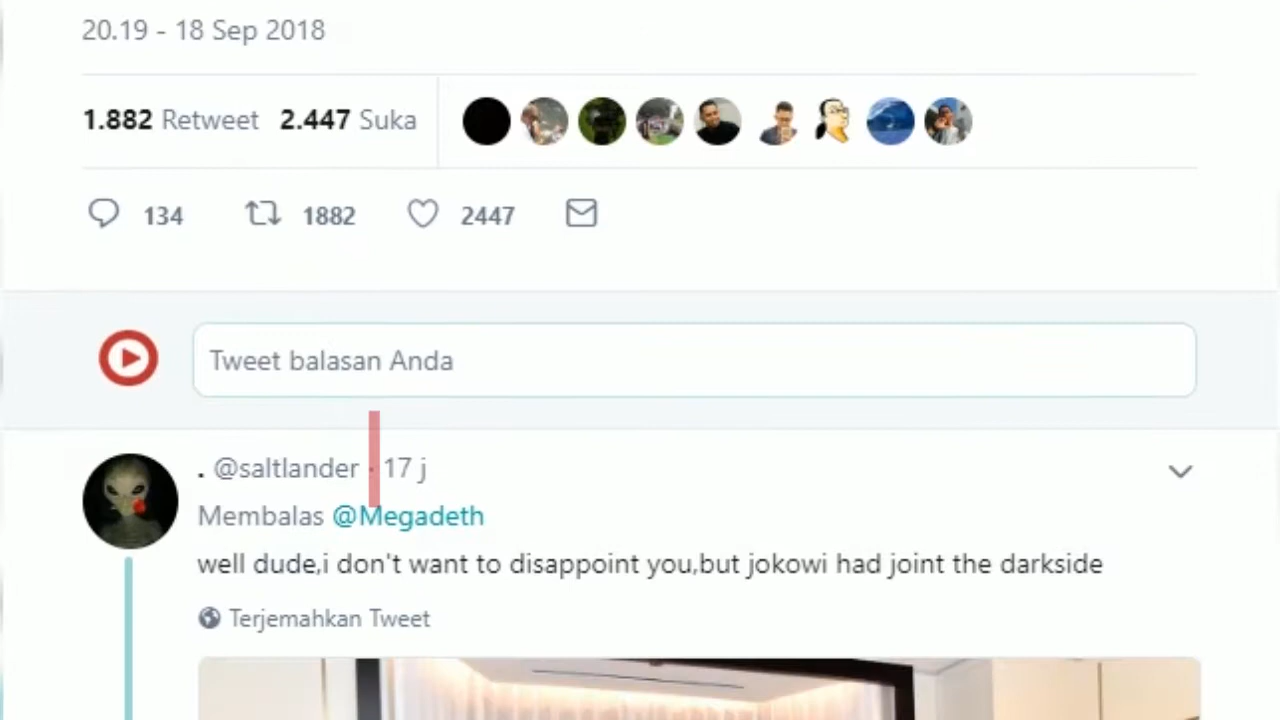 20.19 - 18 Sep 2018
1.882 Retweet 2.447 Suka
134 1882 2447
Tweet balasan Anda
. @saltlander · 17 j
Membalas @Megadeth
well dude,i don't want to disappoint you,but jokowi had joint the darkside
Terjemahkan Tweet